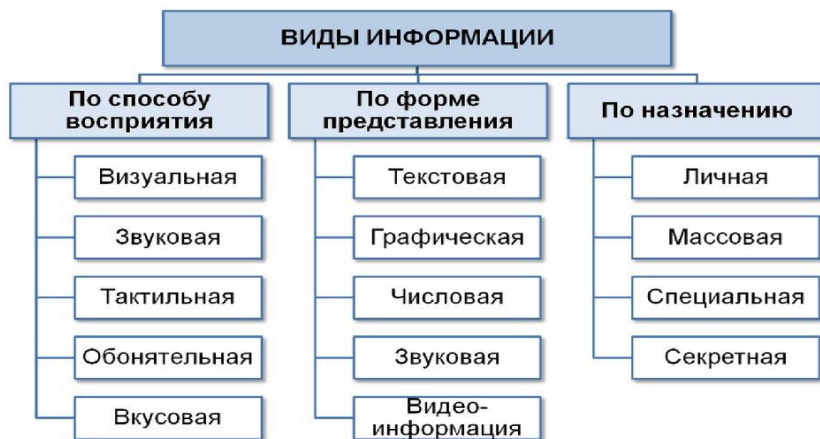 ВИДЫ ИНФОРМАЦИИ
По способу
восприятия
Визуальная
Звуковая
Тактильная
Обонятельная
Вкусовая
По форме
представления
Текстовая
Графическая
Числовая
Звуковая
Видео-
информация
По назначению
Личная
Массовая
Специальная
Секретная